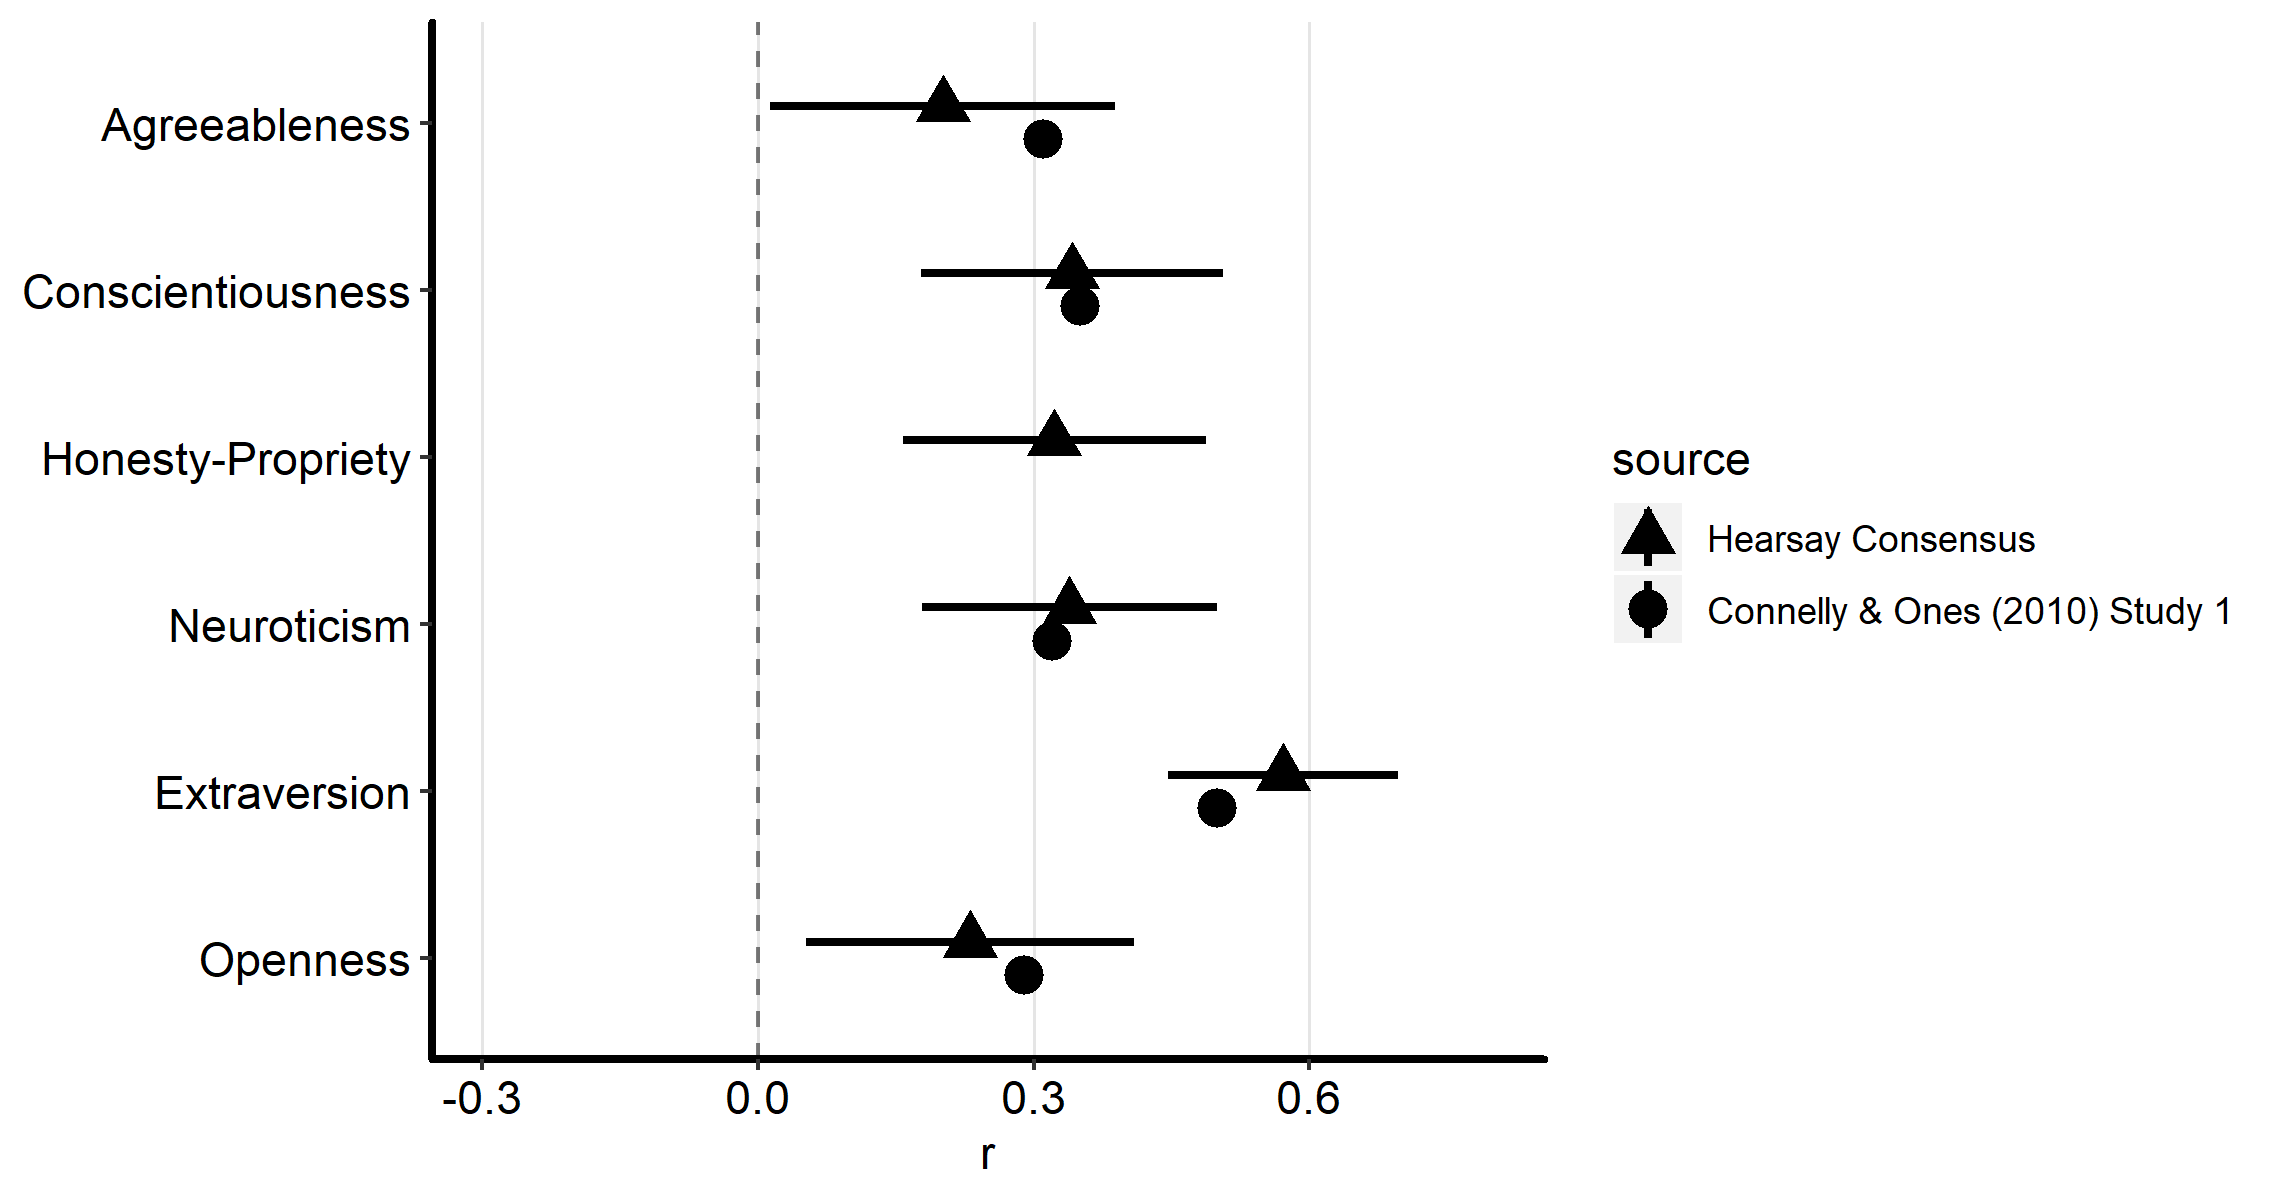 Agreeableness
Conscientiousness
Honesty-Propriety
Neuroticism
Extraversion
Openness
-0.3 0.0 0.3 0.6
r
source
Hearsay Consensus
Connelly & Ones (2010) Study 1